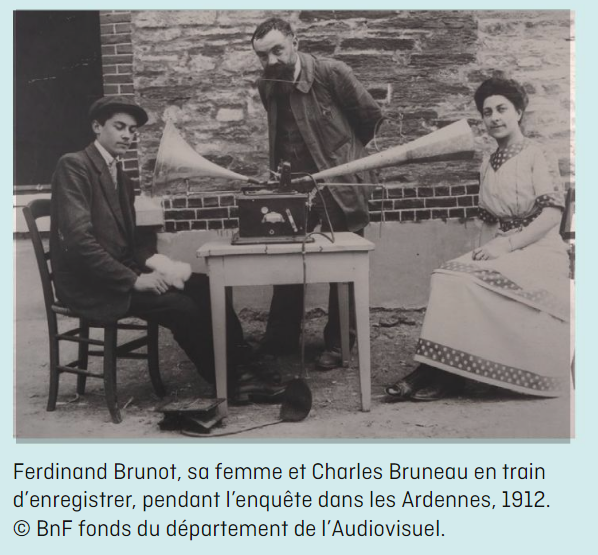 Ferdinand Brunot, sa femme et Charles Bruneau en train
d’enregistrer, pendant l’enquête dans les Ardennes, 1912.
© BnF fonds du département de l’Audiovisuel.